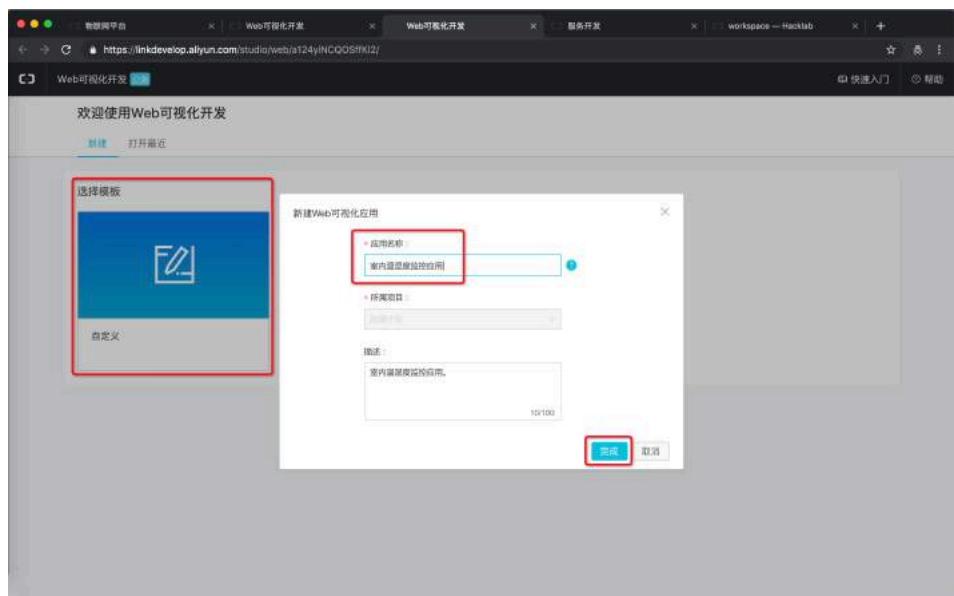 物联网平台 Web可视化开发 Web可视化开发 服务开发 workspace — Hacklab
https://linkdevelop.aliyun.com/studio/web/a124yINCQOSffKI2/
Web可视化开发 公测 快速入门 帮助
欢迎使用Web可视化开发
新建 打开最近
选择模板
自定义
新建Web可视化应用
* 应用名称：
室内温湿度监控应用
* 所属项目：
描述：
室内温湿度监控应用。
10/100
完成 取消